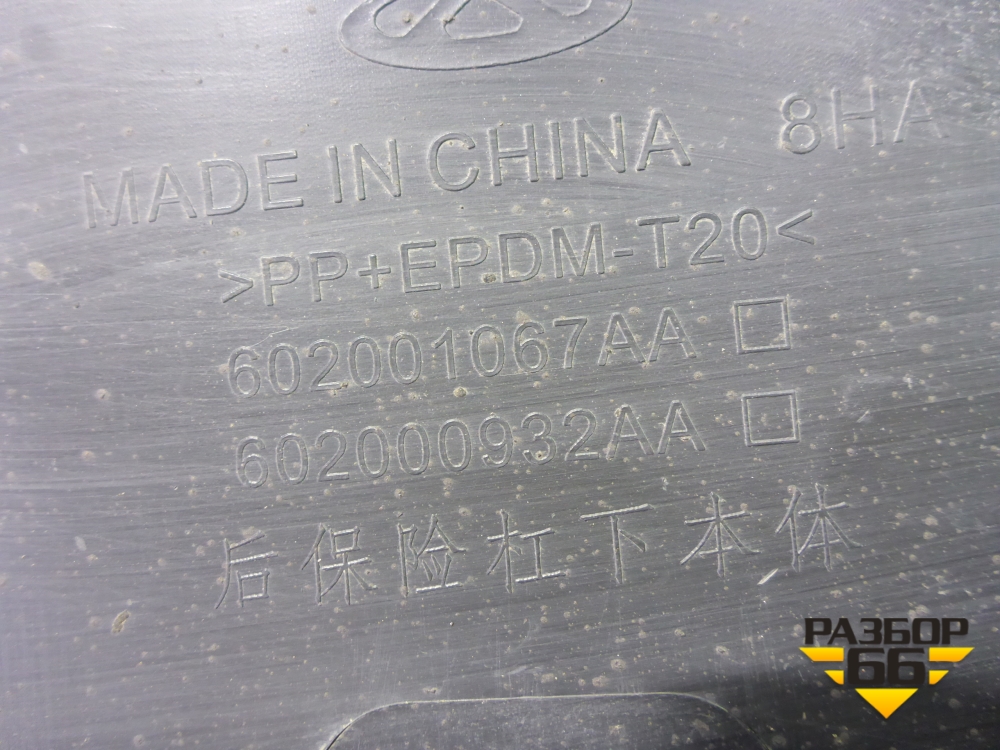 MADE IN CHINA 8HA
>PP+EPDM-T20<
602001067AA
602000932AA
后保险杠下本体
РАЗБОР
66